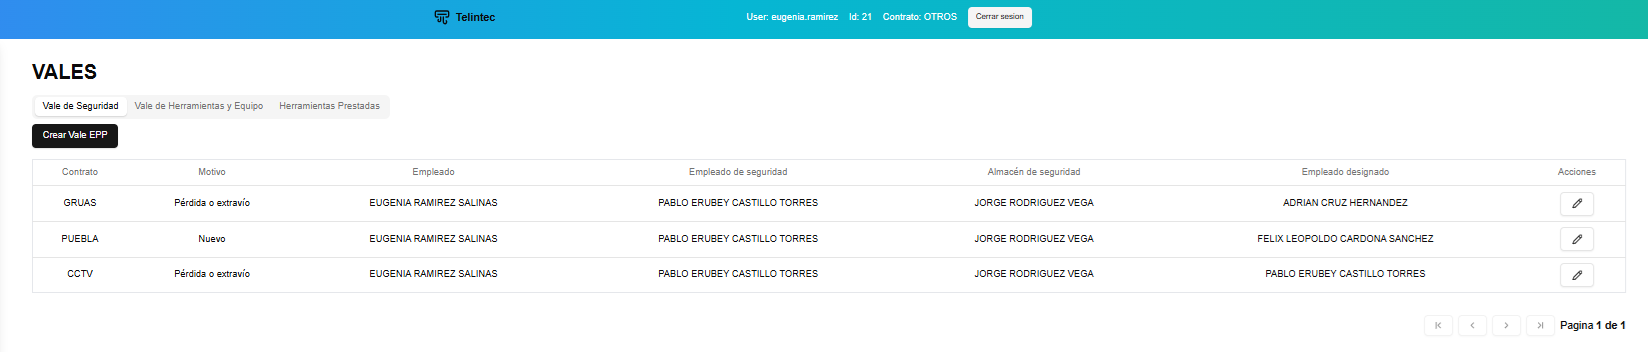 Telintec User: eugenia.ramirez Id: 21 Contrato: OTROS Cerrar sesion
VALES
Vale de Seguridad Vale de Herramientas y Equipo Herramientas Prestadas
Crear Vale EPP
Contrato Motivo Empleado Empleado de seguridad Almacén de seguridad Empleado designado Acciones
GRUAS Pérdida o extravío EUGENIA RAMIREZ SALINAS PABLO ERUBEY CASTILLO TORRES JORGE RODRIGUEZ VEGA ADRIAN CRUZ HERNANDEZ
PUEBLA Nuevo EUGENIA RAMIREZ SALINAS PABLO ERUBEY CASTILLO TORRES JORGE RODRIGUEZ VEGA FELIX LEOPOLDO CARDONA SANCHEZ
CCTV Pérdida o extravío EUGENIA RAMIREZ SALINAS PABLO ERUBEY CASTILLO TORRES JORGE RODRIGUEZ VEGA PABLO ERUBEY CASTILLO TORRES
Pagina 1 de 1